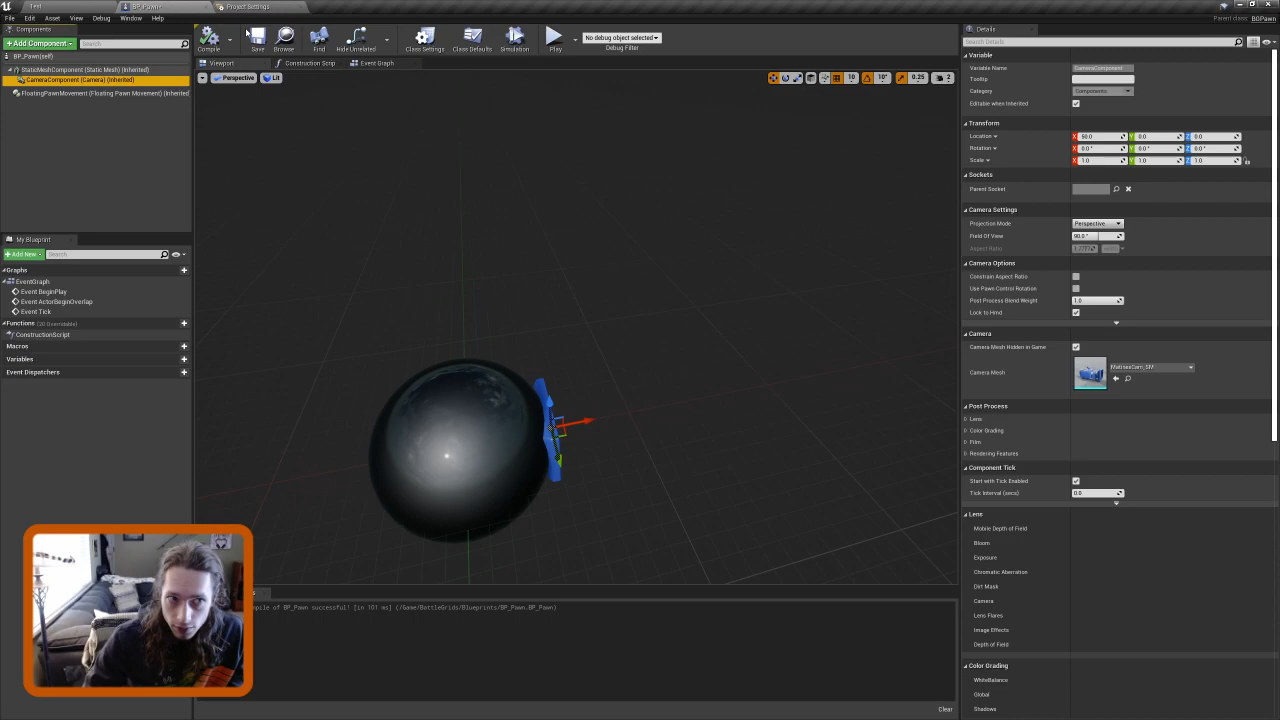 Test
BP_Pawn
Project Settings
File
Edit
Asset
View
Debug
Window
Help
Parent class: BGPawn
Components
+ Add Component
Search
BP_Pawn(self)
StaticMeshComponent (Static Mesh) (Inherited)
CameraComponent (Camera) (Inherited)
FloatingPawnMovement (Floating Pawn Movement) (Inherited
Compile
Save
Browse
Find
Hide Unrelated
Class Settings
Class Defaults
Simulation
Play
No debug object selected
Debug Filter
Viewport
Construction Scrip
Event Graph
Perspective
Lit
10
10°
0.25
2
My Blueprint
+ Add New
Search
Graphs
EventGraph
Event BeginPlay
Event ActorBeginOverlap
Event Tick
Functions (20 Overridable)
ConstructionScript
Macros
Variables
Event Dispatchers
mpile of BP_Pawn successful! [in 101 ms] (/Game/BattleGrids/Blueprints/BP_Pawn.BP_Pawn)
Clear
Details
Search Details
Variable
Variable Name CameraComponent
Tooltip
Category Components
Editable when Inherited
Transform
Location X 50.0 Y 0.0 Z 0.0
Rotation X 0.0 ° Y 0.0 ° Z 0.0 °
Scale X 1.0 Y 1.0 Z 1.0
Sockets
Parent Socket
Camera Settings
Projection Mode Perspective
Field Of View 90.0 °
Aspect Ratio 1.7777
Camera Options
Constrain Aspect Ratio
Use Pawn Control Rotation
Post Process Blend Weight 1.0
Lock to Hmd
Camera
Camera Mesh Hidden in Game
Camera Mesh MatineeCam_SM
Post Process
Lens
Color Grading
Film
Rendering Features
Component Tick
Start with Tick Enabled
Tick Interval (secs) 0.0
Lens
Mobile Depth of Field
Bloom
Exposure
Chromatic Aberration
Dirt Mask
Camera
Lens Flares
Image Effects
Depth of Field
Color Grading
WhiteBalance
Global
Shadows